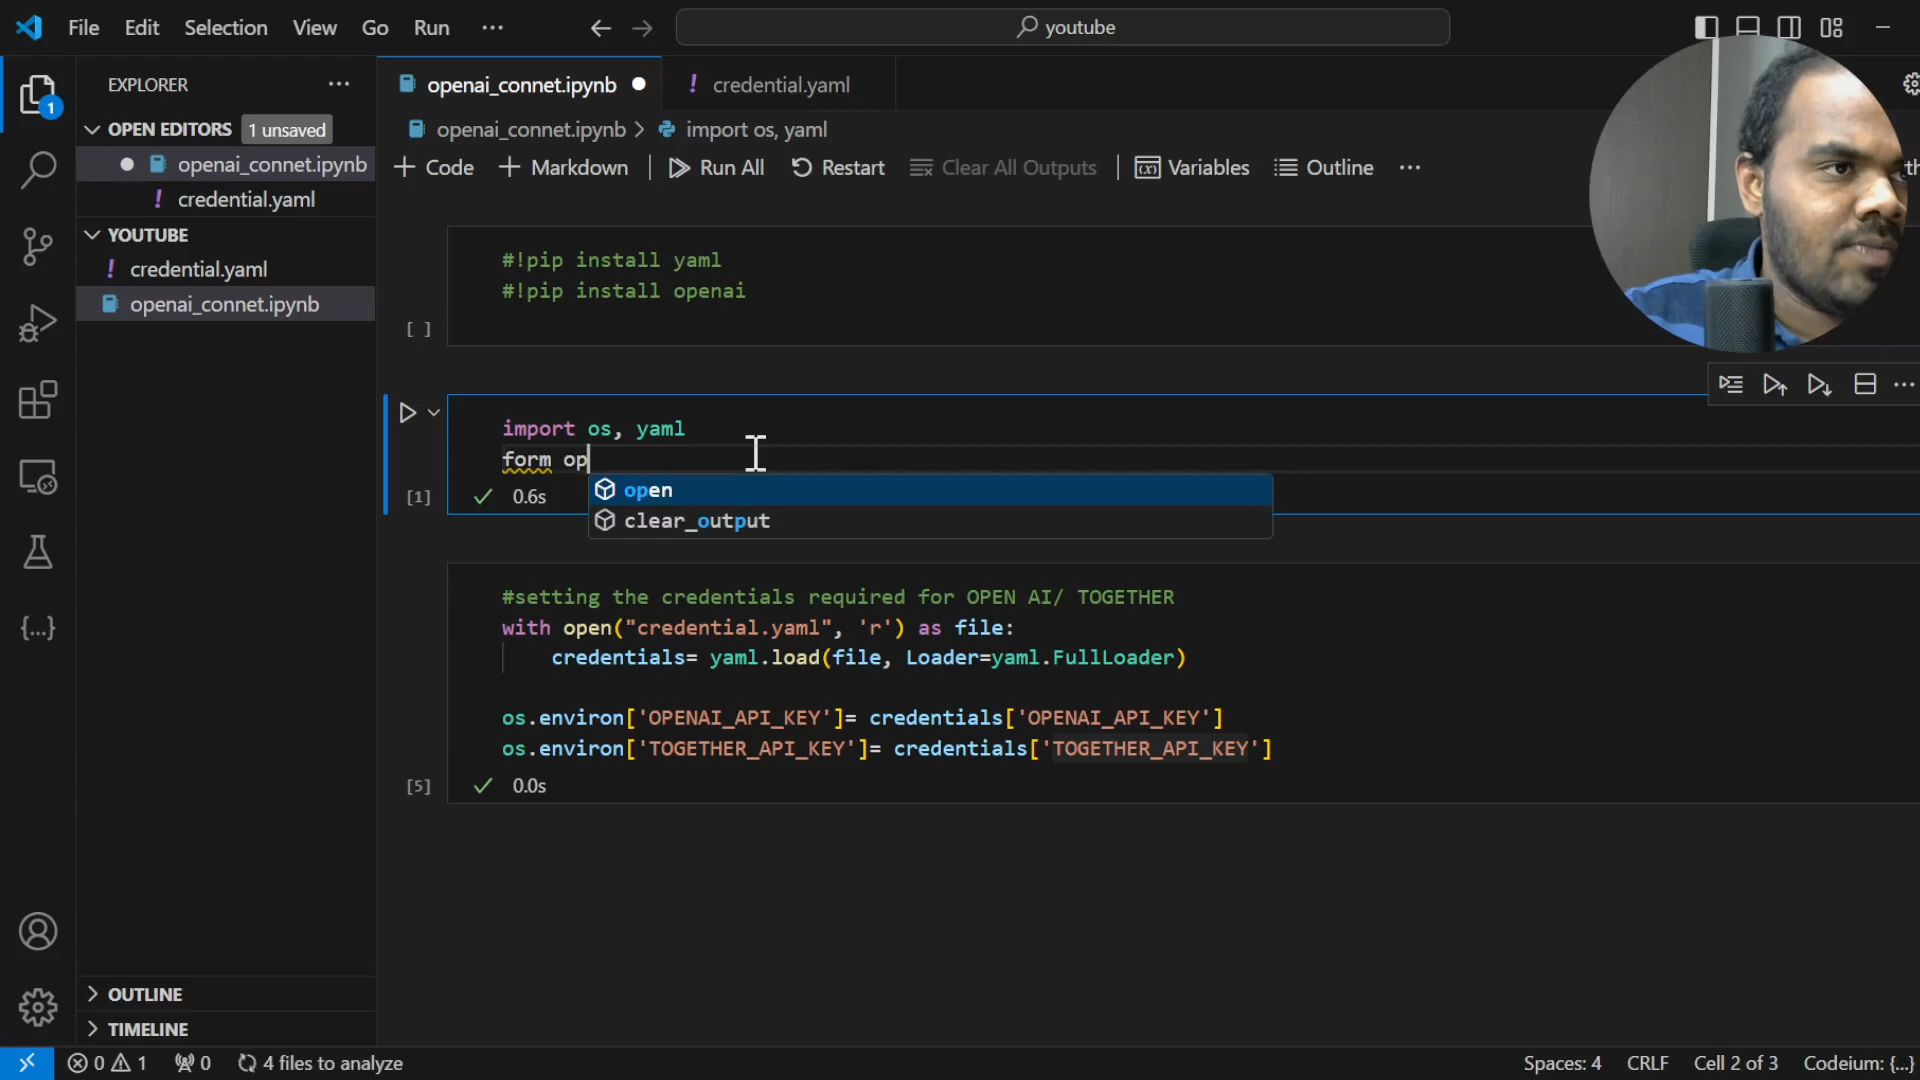 File Edit Selection View Go Run ··· youtube
EXPLORER ···
OPEN EDITORS 1 unsaved
openai_connet.ipynb
! credential.yaml
YOUTUBE
! credential.yaml
openai_connet.ipynb
OUTLINE
TIMELINE
openai_connet.ipynb ! credential.yaml
openai_connet.ipynb > import os, yaml
+ Code + Markdown Run All Restart Clear All Outputs Variables Outline ···
#!pip install yaml
#!pip install openai
[ ]
import os, yaml
form op
open
clear_output
[1] 0.6s
#setting the credentials required for OPEN AI/ TOGETHER
with open("credential.yaml", 'r') as file:
credentials= yaml.load(file, Loader=yaml.FullLoader)
os.environ['OPENAI_API_KEY']= credentials['OPENAI_API_KEY']
os.environ['TOGETHER_API_KEY']= credentials['TOGETHER_API_KEY']
[5] 0.0s
0 1 0 4 files to analyze Spaces: 4 CRLF Cell 2 of 3 Codeium: {...}